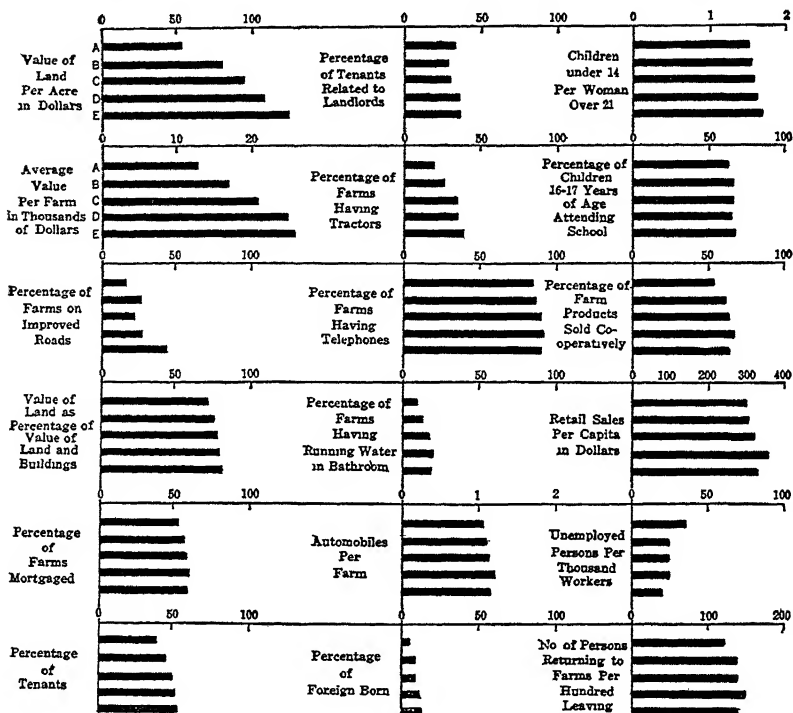 0 50 100
0 50 100
0 1 2
Value of
Land
Per Acre
in Dollars
A
B
C
D
E
Percentage
of Tenants
Related to
Landlords
Children
under 14
Per Woman
Over 21
10 20
0 50 100
0 50 100
Average
Value
Per Farm
in Thousands
of Dollars
A
B
C
D
E
Percentage
of
Farms
Having
Tractors
Percentage of
Children
16-17 Years
of Age
Attending
School
0 50 100
0 50 100
0 50 100
Percentage of
Farms on
Improved
Roads
Percentage
of
Farms
Having
Telephones
Percentage of
Farm
Products
Sold Co-
operatively
0 50 100
0 50 100
0 100 200 300 400
Value of
Land as
Percentage of
Value of
Land and
Buildings
Percentage of
Farms
Having
Running Water
in Bathroom
Retail Sales
Per Capita
in Dollars
0 50 100
0 1 2
0 50 100
Percentage
of
Farms
Mortgaged
Automobiles
Per
Farm
Unemployed
Persons Per
Thousand
Workers
0 50 100
0 50 100
0 100 200
Percentage
of
Tenants
Percentage
of
Foreign Born
No of Persons
Returning to
Farms Per
Hundred
Leaving